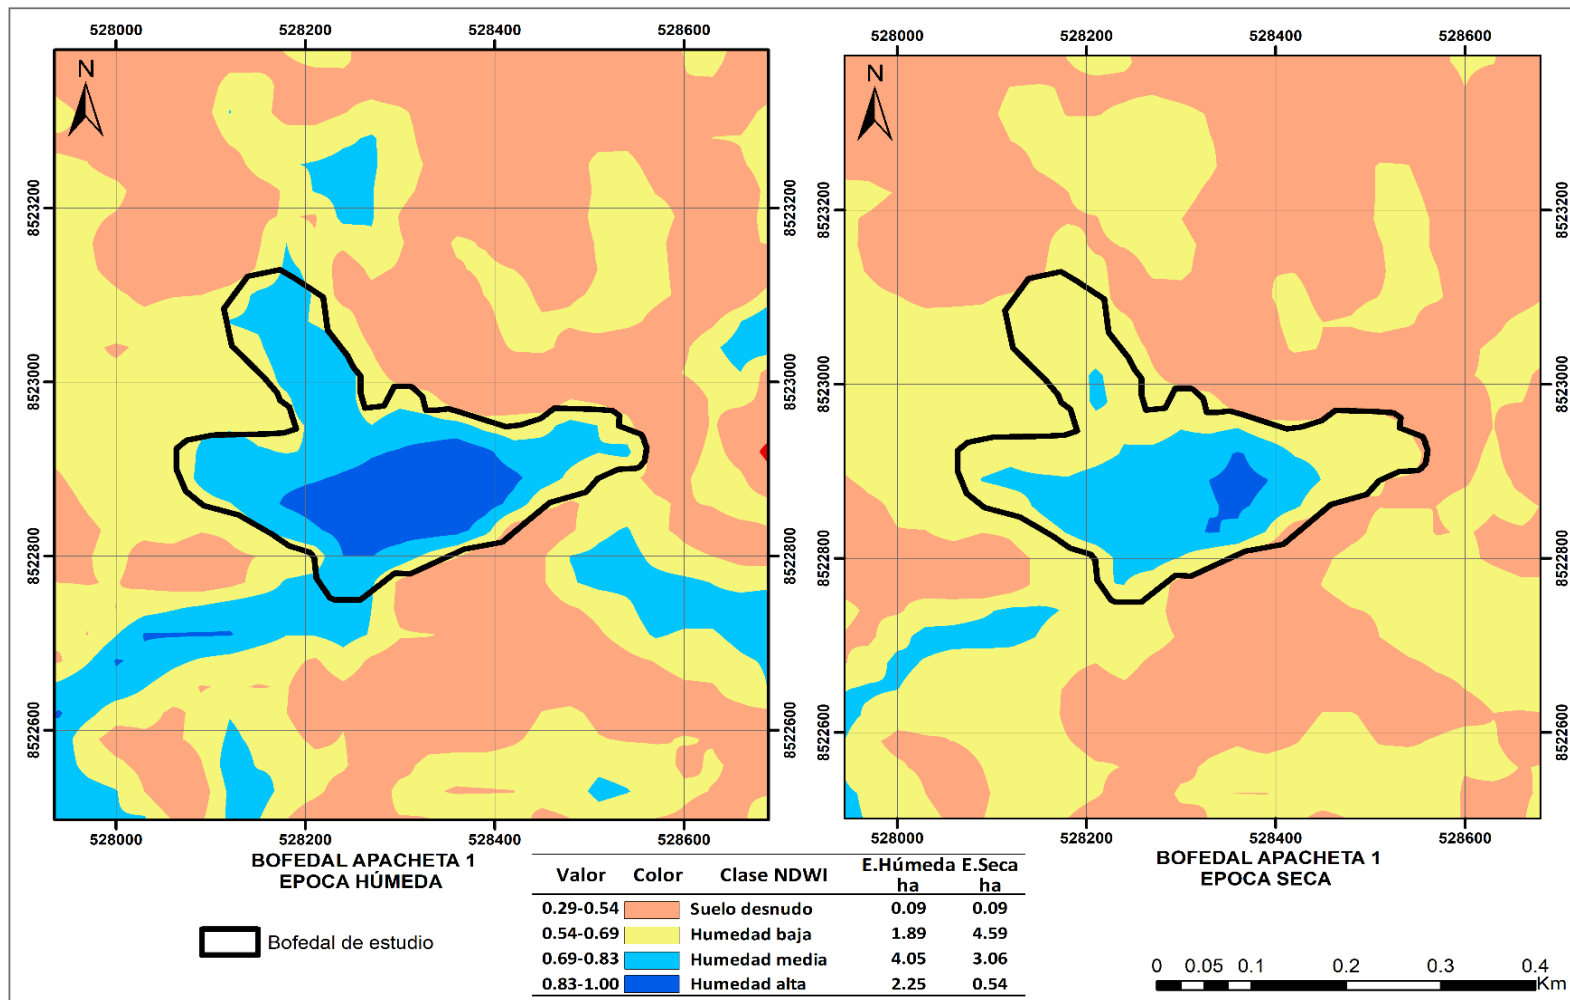 528000 528200 528400 528600
528000 528200 528400 528600
N
N
8523200
8523200
8523200
8523200
8523000
8523000
8523000
8523000
8522800
8522800
8522800
8522800
8522600
8522600
8522600
8522600
528000 528200 528400 528600
528000 528200 528400 528600
BOFEDAL APACHETA 1
EPOCA HÚMEDA
BOFEDAL APACHETA 1
EPOCA SECA
Bofedal de estudio
Valor Color Clase NDWI E.Húmeda E.Seca
ha ha
0.29-0.54 Suelo desnudo 0.09 0.09
0.54-0.69 Humedad baja 1.89 4.59
0.69-0.83 Humedad media 4.05 3.06
0.83-1.00 Humedad alta 2.25 0.54
0 0.05 0.1 0.2 0.3 0.4
Km